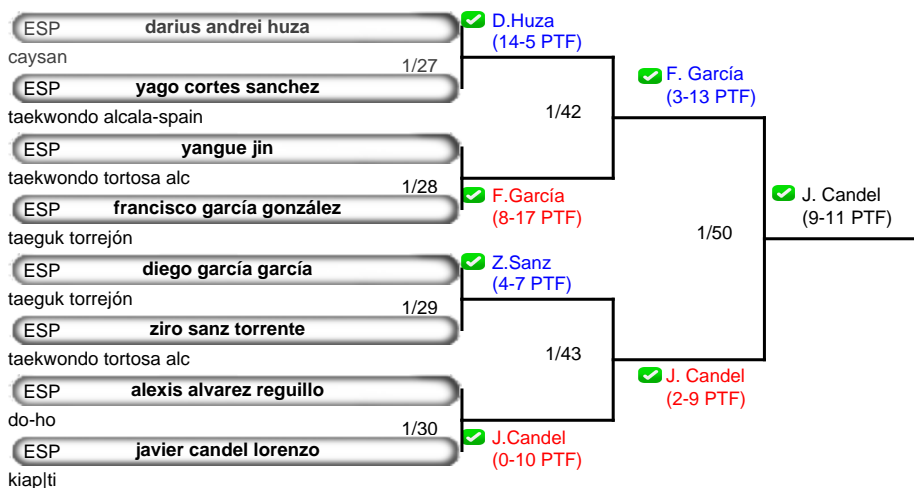 ESP darius andrei huza
caysan
1/27
ESP yago cortes sanchez
taekwondo alcala-spain
ESP yangue jin
taekwondo tortosa alc
1/28
ESP francisco garcía gonzález
taeguk torrejón
ESP diego garcía garcía
taeguk torrejón
1/29
ESP ziro sanz torrente
taekwondo tortosa alc
ESP alexis alvarez reguillo
do-ho
1/30
ESP javier candel lorenzo
kiap|ti
D.Huza
(14-5 PTF)
1/42
F.García
(8-17 PTF)
Z.Sanz
(4-7 PTF)
1/43
J.Candel
(0-10 PTF)
F. García
(3-13 PTF)
1/50
J. Candel
(2-9 PTF)
J. Candel
(9-11 PTF)